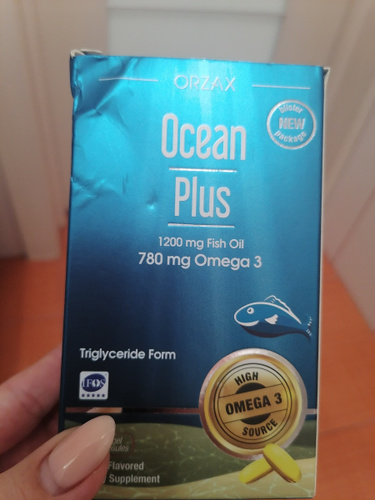 ORZAX
blister
NEW
package
Ocean
Plus
1200 mg Fish Oil
780 mg Omega 3
Triglyceride Form
IFOS
HIGH
OMEGA 3
SOURCE
Flavored
Supplement